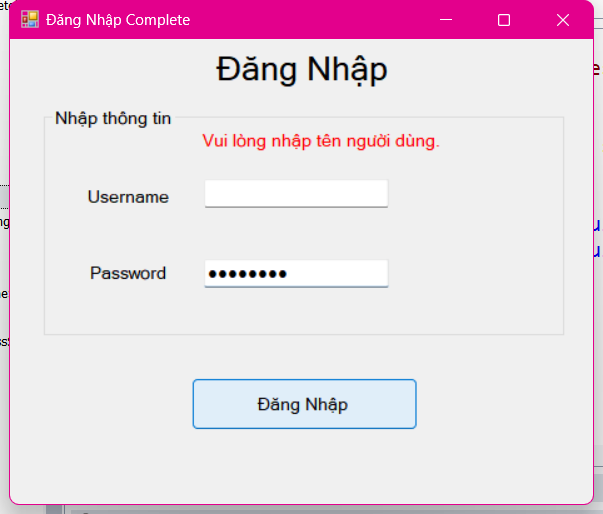 Đăng Nhập Complete
Đăng Nhập
Nhập thông tin
Vui lòng nhập tên người dùng.
Username
Password
Đăng Nhập